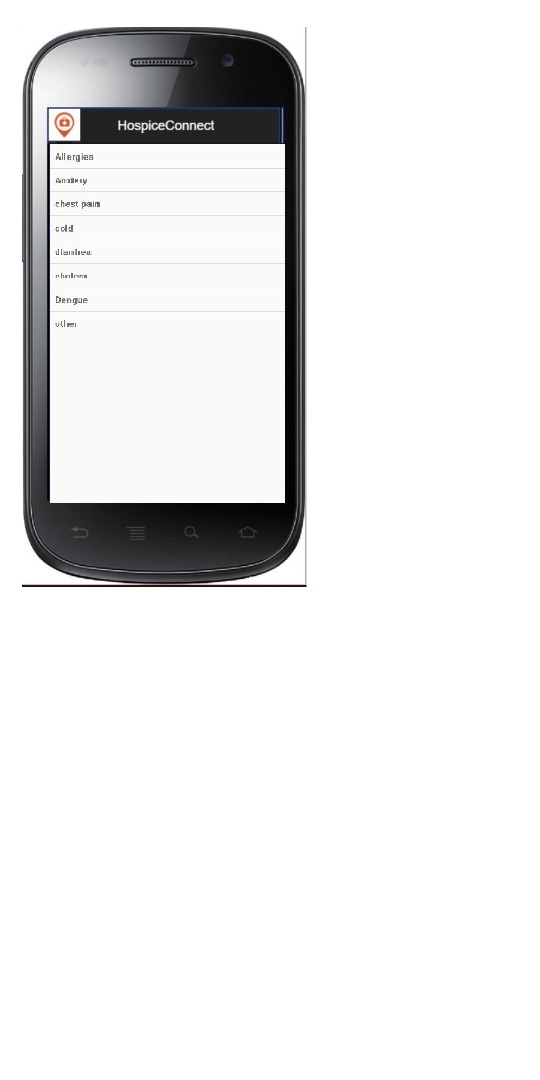 HospiceConnect
Allergies
Anxiety
chest pain
cold
diarrhea
cholera
Dengue
other